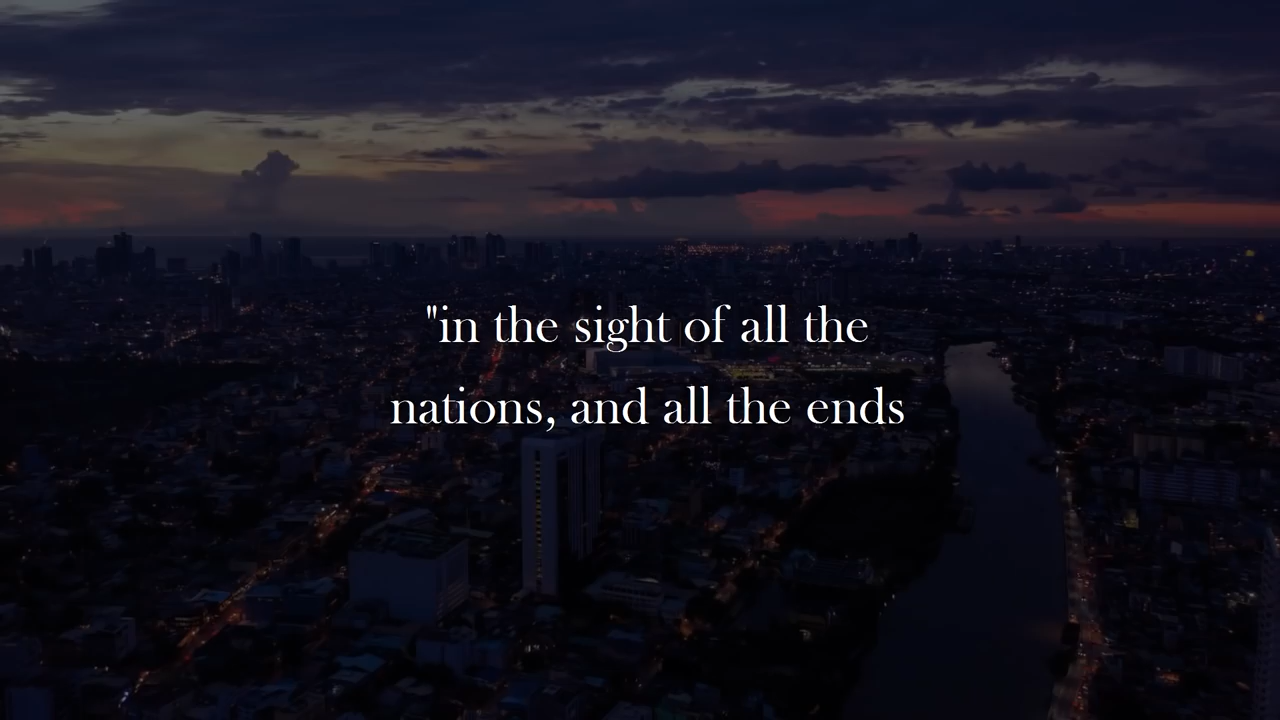 "in the sight of all the
nations, and all the ends